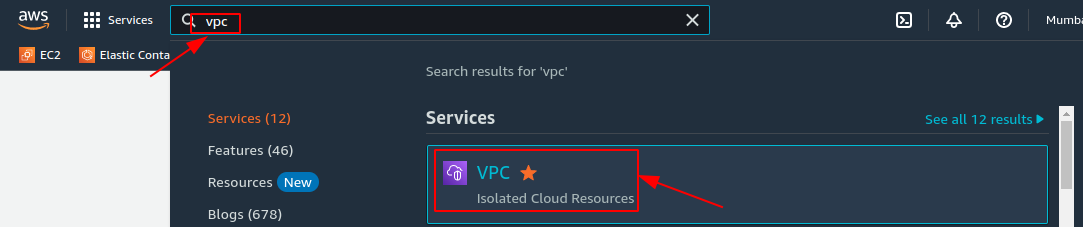 aws
Services
vpc
Mumba
EC2
Elastic Conta
Search results for 'vpc'
Services (12)
Features (46)
Resources New
Blogs (678)
Services
See all 12 results
VPC
Isolated Cloud Resources